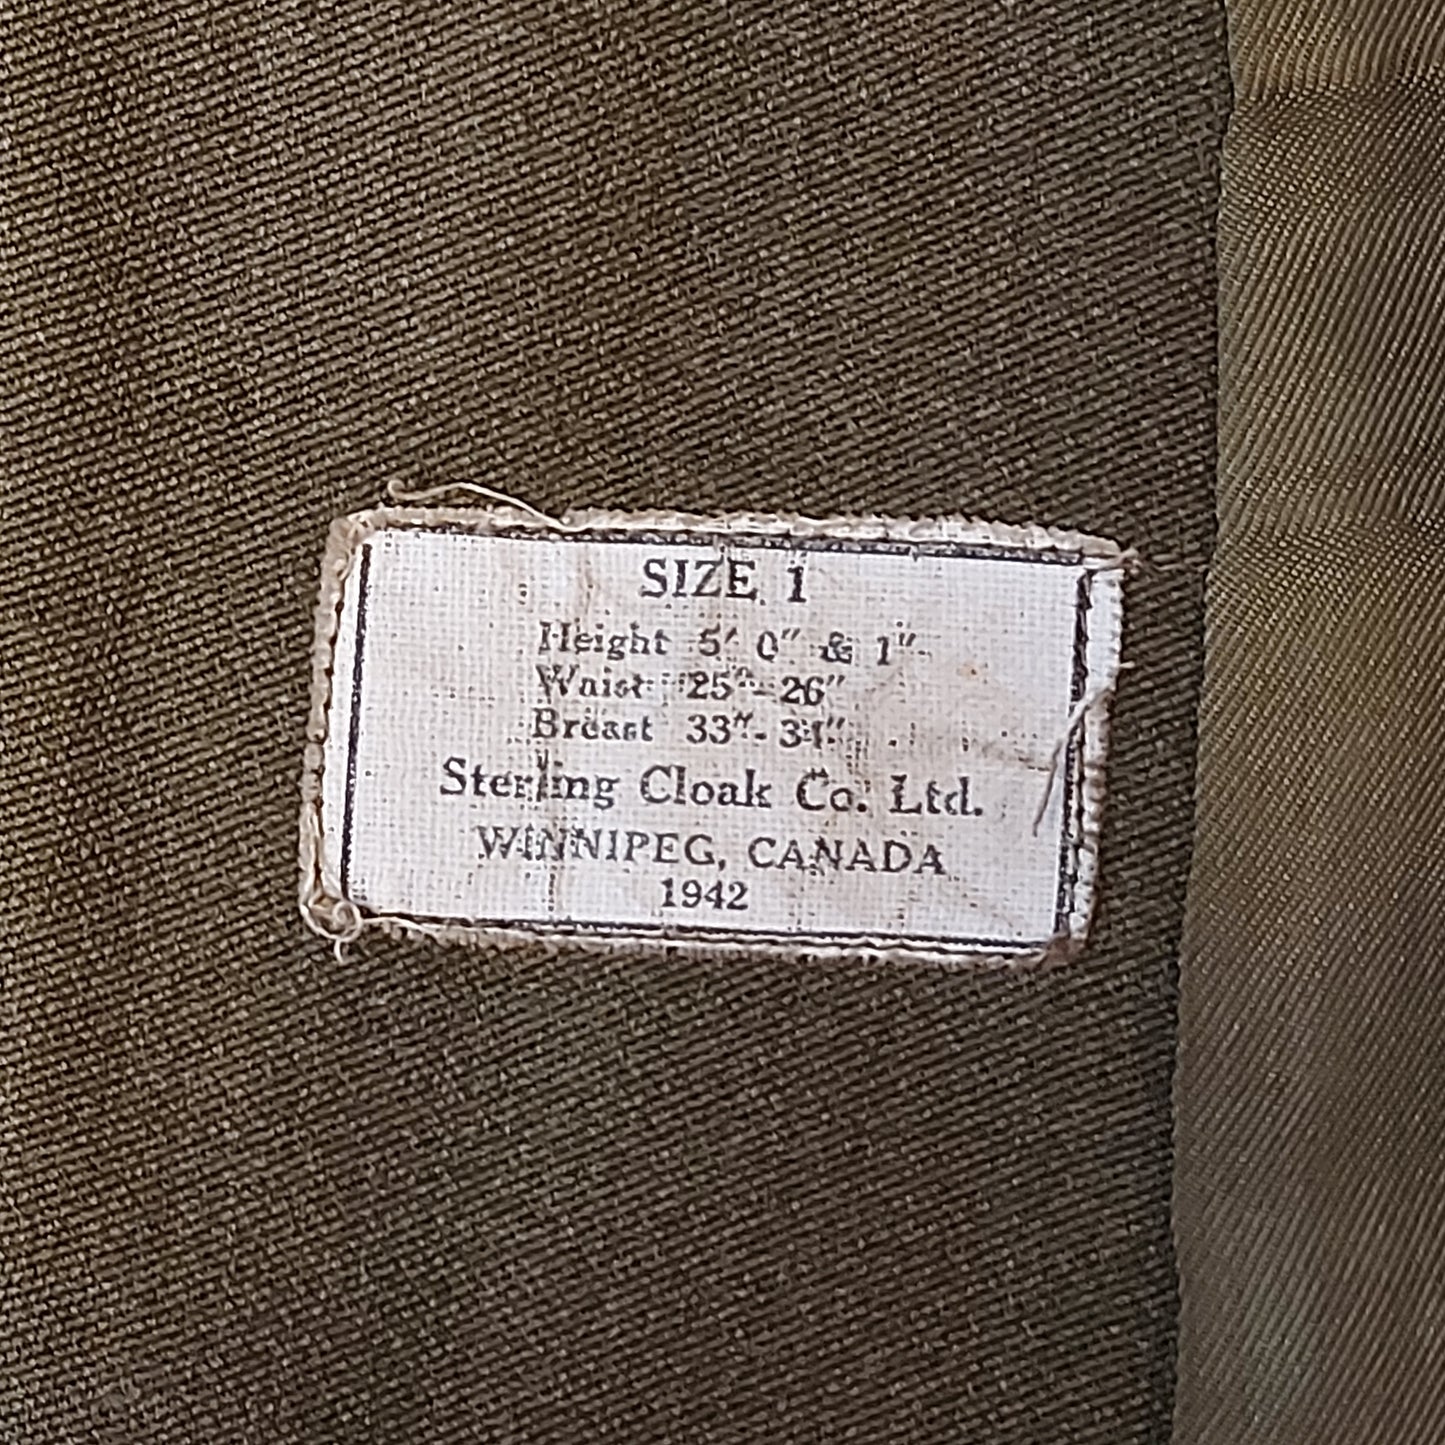 SIZE 1
Height 5' 0" & 1"
Waist 25"- 26"
Breast 33"- 34"
Sterling Cloak Co. Ltd.
WINNIPEG, CANADA
1942